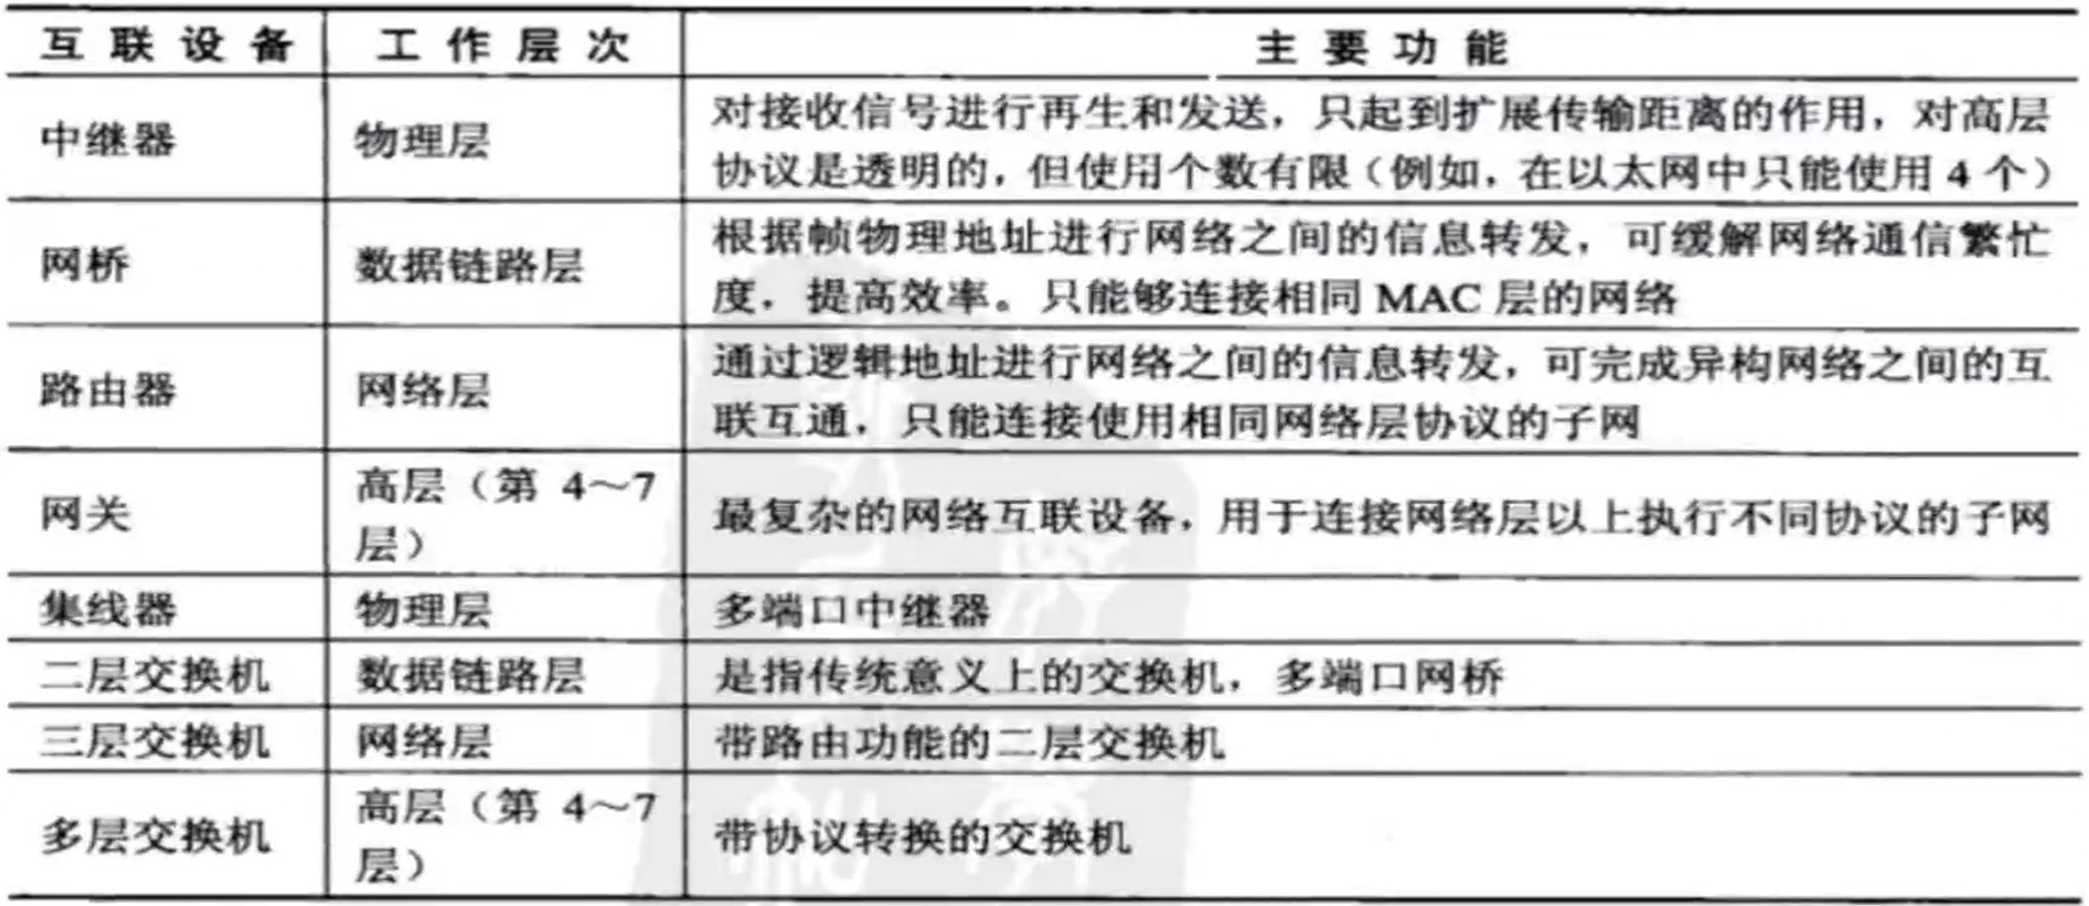 互联设备 工作层次 主要功能
中继器 物理层 对接收信号进行再生和发送，只起到扩展传输距离的作用，对高层
协议是透明的，但使用个数有限（例如，在以太网中只能使用 4 个）
网桥 数据链路层 根据帧物理地址进行网络之间的信息转发，可缓解网络通信繁忙
度，提高效率。只能够连接相同 MAC 层的网络
路由器 网络层 通过逻辑地址进行网络之间的信息转发，可完成异构网络之间的互
联互通，只能连接使用相同网络层协议的子网
网关 高层（第 4～7
层） 最复杂的网络互联设备，用于连接网络层以上执行不同协议的子网
集线器 物理层 多端口中继器
二层交换机 数据链路层 是指传统意义上的交换机，多端口网桥
三层交换机 网络层 带路由功能的二层交换机
多层交换机 高层（第 4～7
层） 带协议转换的交换机